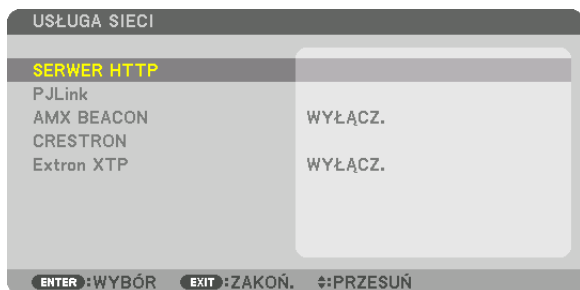 USŁUGA SIECI
SERWER HTTP
PJLink
AMX BEACON WYŁĄCZ.
CRESTRON
Extron XTP WYŁĄCZ.
ENTER :WYBÓR EXIT :ZAKOŃ. ♦:PRZESUŃ